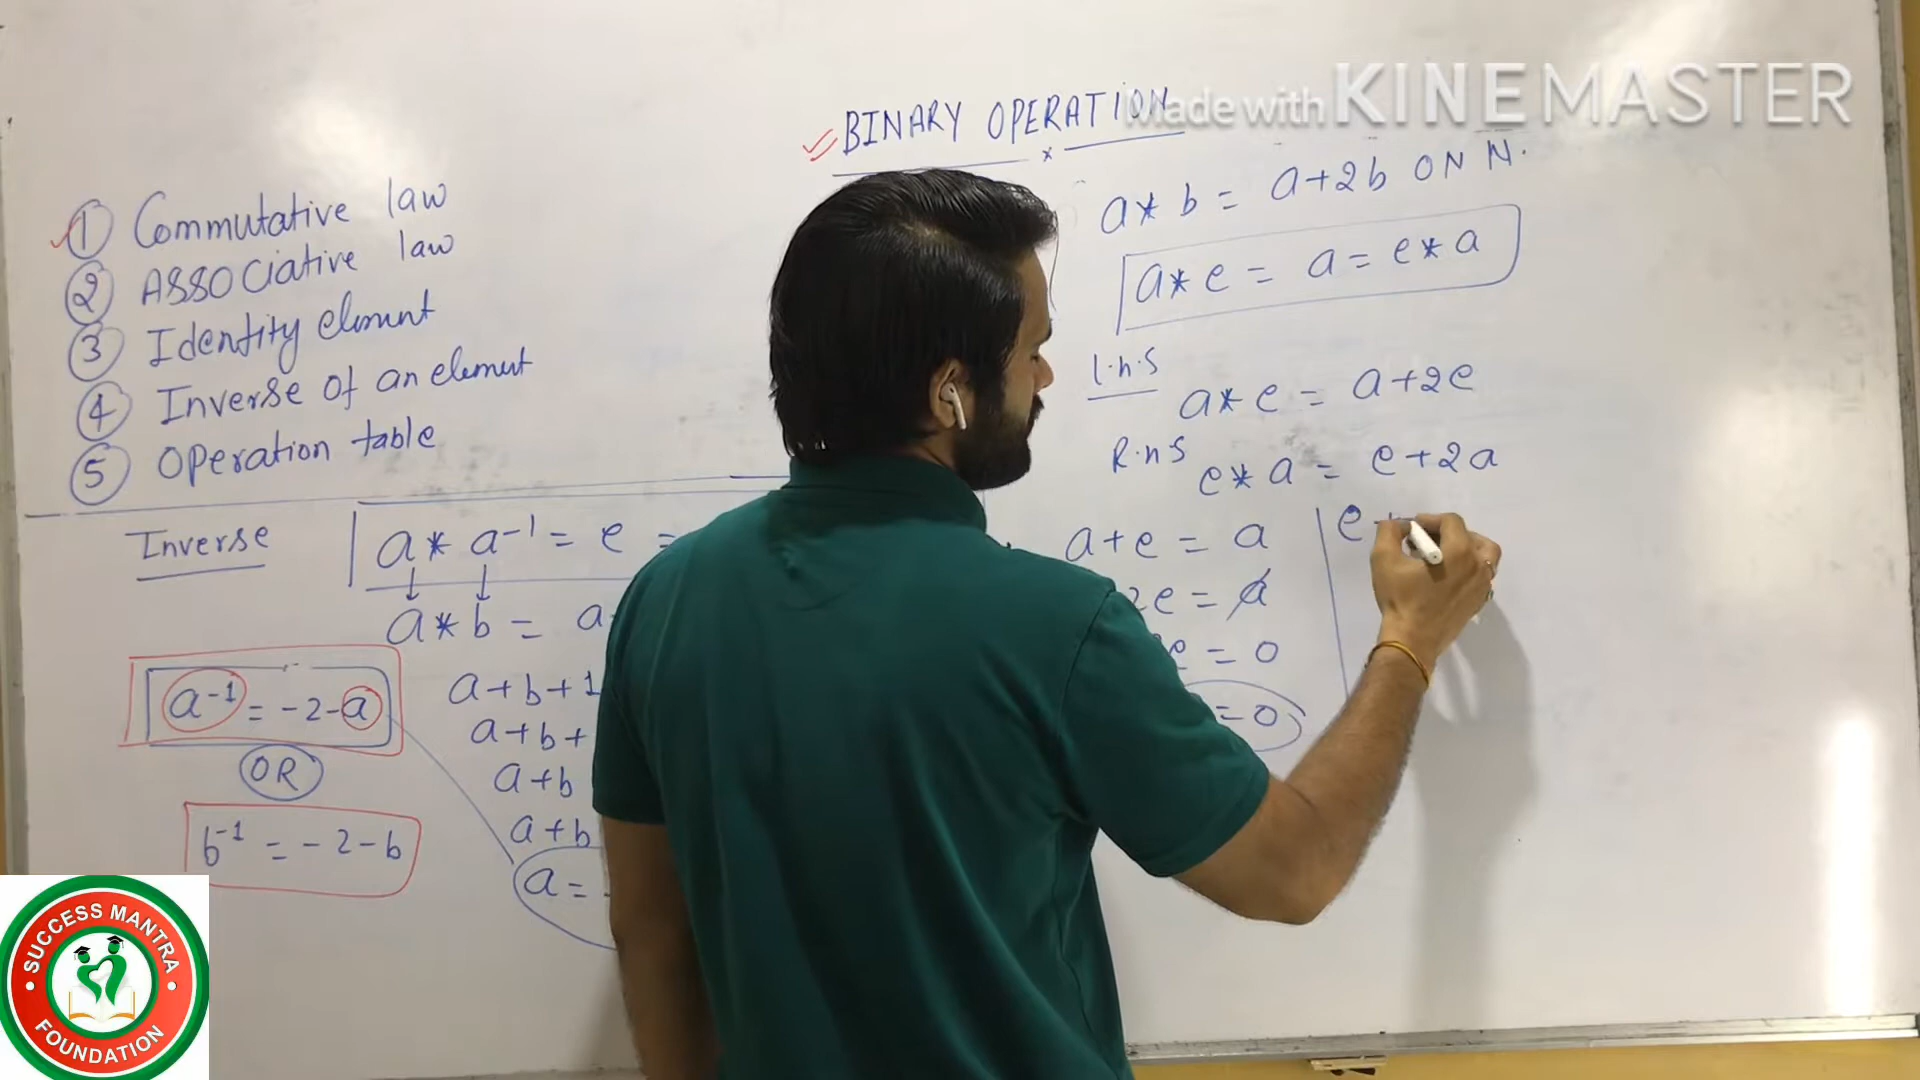 Made with KINEMASTER
BINARY OPERATION
① Commutative law
② ASSOCiative law
③ Identity element
④ Inverse of an element
⑤ Operation table
Inverse
a * a⁻¹ = e =
a * b = a
a⁻¹ = -2-a
OR
b⁻¹ = -2-b
a+b+1
a+b+
a+b
a+b
a =
a * b = a+2b ON N.
a * e = a = e * a
L.h.S
a * e = a+2e
R.h.S
e * a = e+2a
a+e = a
2e = a
e = 0
= 0
e
SUCCESS MANTRA
FOUNDATION